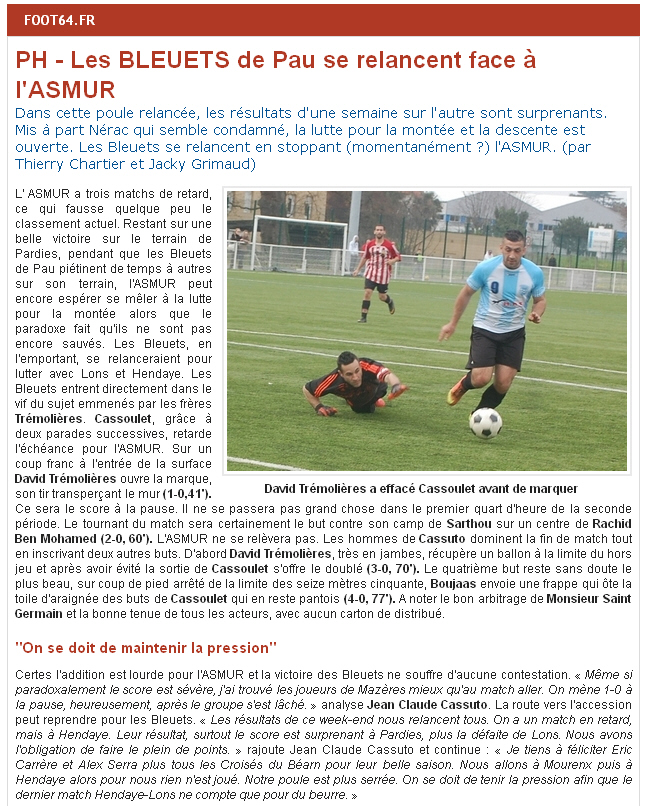 FOOT64.FR
PH - Les BLEUETS de Pau se relancent face à
l'ASMUR
Dans cette poule relancée, les résultats d'une semaine sur l'autre sont surprenants.
Mis à part Nérac qui semble condamné, la lutte pour la montée et la descente est
ouverte. Les Bleuets se relancent en stoppant (momentanément ?) l'ASMUR. (par
Thierry Chartier et Jacky Grimaud)
L' ASMUR a trois matchs de retard,
ce qui fausse quelque peu le
classement actuel. Restant sur une
belle victoire sur le terrain de
Pardies, pendant que les Bleuets
de Pau piétinent de temps à autres
sur son terrain, l'ASMUR peut
encore espérer se mêler à la lutte
pour la montée alors que le
paradoxe fait qu'ils ne sont pas
encore sauvés. Les Bleuets, en
l'emportant, se relanceraient pour
lutter avec Lons et Hendaye. Les
Bleuets entrent directement dans le
vif du sujet emmenés par les frères
Trémolières. Cassoulet, grâce à
deux parades successives, retarde
l'échéance pour l'ASMUR. Sur un
coup franc à l'entrée de la surface
David Trémolières ouvre la marque,
son tir transperçant le mur (1-0,41').
David Trémolières a effacé Cassoulet avant de marquer
Ce sera le score à la pause. Il ne se passera pas grand chose dans le premier quart d'heure de la seconde
période. Le tournant du match sera certainement le but contre son camp de Sarthou sur un centre de Rachid
Ben Mohamed (2-0, 60'). L'ASMUR ne se relèvera pas. Les hommes de Cassuto dominent la fin de match tout
en inscrivant deux autres buts. D'abord David Trémolières, très en jambes, récupère un ballon à la limite du hors
jeu et après avoir évité la sortie de Cassoulet s'offre le doublé (3-0, 70'). Le quatrième but reste sans doute le
plus beau, sur coup de pied arrêté de la limite des seize mètres cinquante, Boujaas envoie une frappe qui ôte la
toile d'araignée des buts de Cassoulet qui en reste pantois (4-0, 77'). A noter le bon arbitrage de Monsieur Saint
Germain et la bonne tenue de tous les acteurs, avec aucun carton de distribué.
"On se doit de maintenir la pression"
Certes l'addition est lourde pour l'ASMUR et la victoire des Bleuets ne souffre d'aucune contestation. « Même si
paradoxalement le score est sévère, j'ai trouvé les joueurs de Mazères mieux qu'au match aller. On mène 1-0 à
la pause, heureusement, après le groupe s'est lâché. » analyse Jean Claude Cassuto. La route vers l'accession
peut reprendre pour les Bleuets. « Les résultats de ce week-end nous relancent tous. On a un match en retard,
mais à Hendaye. Leur résultat, surtout le score est surprenant à Pardies, plus la défaite de Lons. Nous avons
l'obligation de faire le plein de points. » rajoute Jean Claude Cassuto et continue : « Je tiens à féliciter Eric
Carrère et Alex Serra plus tous les Croisés du Béarn pour leur belle saison. Nous allons à Mourenx puis à
Hendaye alors pour nous rien n'est joué. Notre poule est plus serrée. On se doit de tenir la pression afin que le
dernier match Hendaye-Lons ne compte que pour du beurre. »